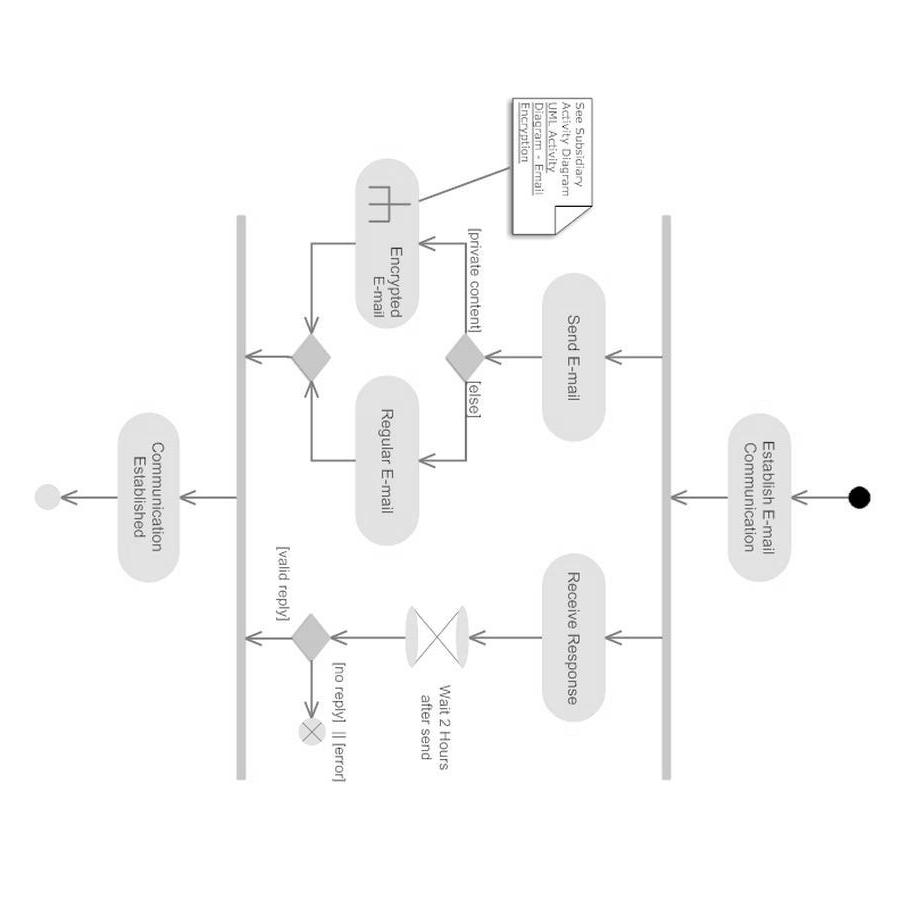 Establish E-mail
Communication
See Subsidiary
Activity Diagram
UML Activity
Diagram - Email
Encryption
Send E-mail
Receive Response
[private content]
[else]
Encrypted
E-mail
Regular E-mail
Wait 2 Hours
after send
[no reply] || [error]
[valid reply]
Communication
Established